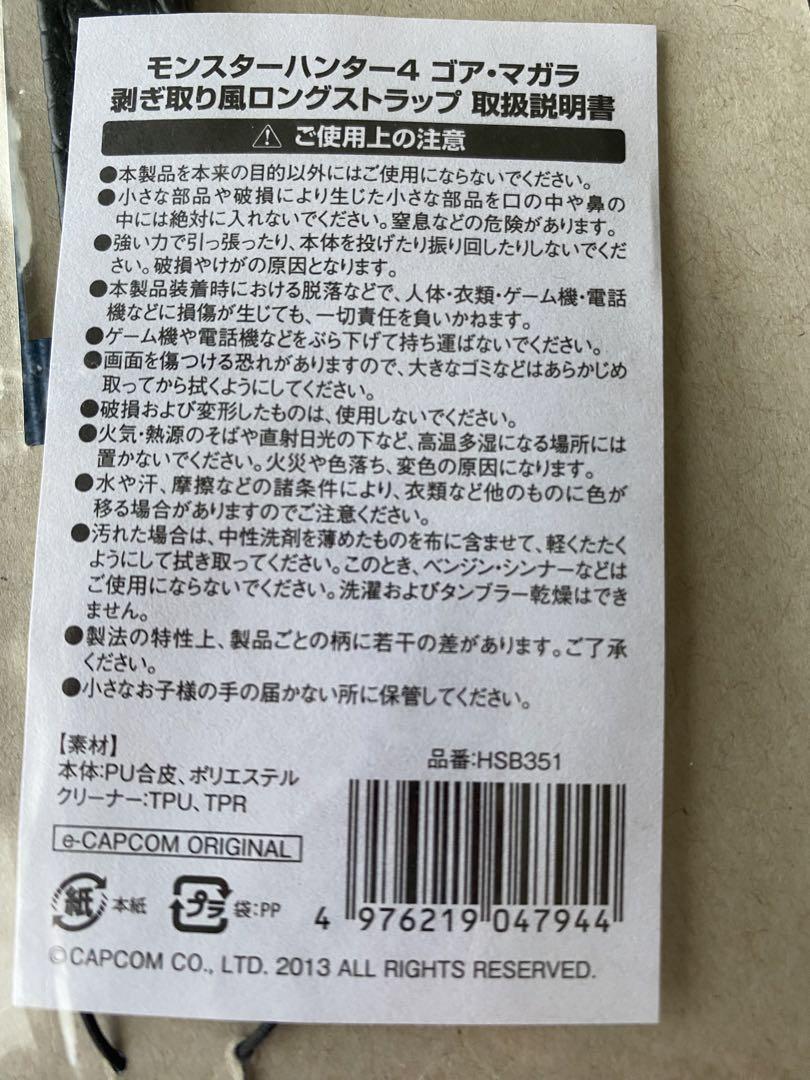 モンスターハンター4 ゴア・マガラ
剥ぎ取り風ロングストラップ 取扱説明書
ご使用上の注意
●本製品を本来の目的以外にはご使用にならないでください。
●小さな部品や破損により生じた小さな部品を口の中や鼻の
中には絶対に入れないでください。窒息などの危険があります。
●強い力で引っ張ったり、本体を投げたり振り回したりしないでくだ
さい。破損やけがの原因となります。
●本製品装着時における脱落などで、人体・衣類・ゲーム機・電話
機などに損傷が生じても、一切責任を負いかねます。
●ゲーム機や電話機などをぶら下げて持ち運ばないでください。
●画面を傷つける恐れがありますので、大きなゴミなどはあらかじめ
取ってから拭くようにしてください。
●破損および変形したものは、使用しないでください。
●火気・熱源のそばや直射日光の下など、高温多湿になる場所には
置かないでください。火災や色落ち、変色の原因になります。
●水や汗、摩擦などの諸条件により、衣類など他のものに色が
移る場合がありますのでご注意ください。
●汚れた場合は、中性洗剤を薄めたものを布に含ませて、軽くたたく
ようにして拭き取ってください。このとき、ベンジン・シンナーなどは
ご使用にならないでください。洗濯およびタンブラー乾燥はでき
ません。
●製法の特性上、製品ごとの柄に若干の差があります。ご了承
ください。
●小さなお子様の手の届かない所に保管してください。
【素材】
本体:PU合皮、ポリエステル
クリーナー:TPU、TPR
品番:HSB351
e-CAPCOM ORIGINAL
紙 本紙 プラ 袋:PP
4 976219 047944
©CAPCOM CO., LTD. 2013 ALL RIGHTS RESERVED.